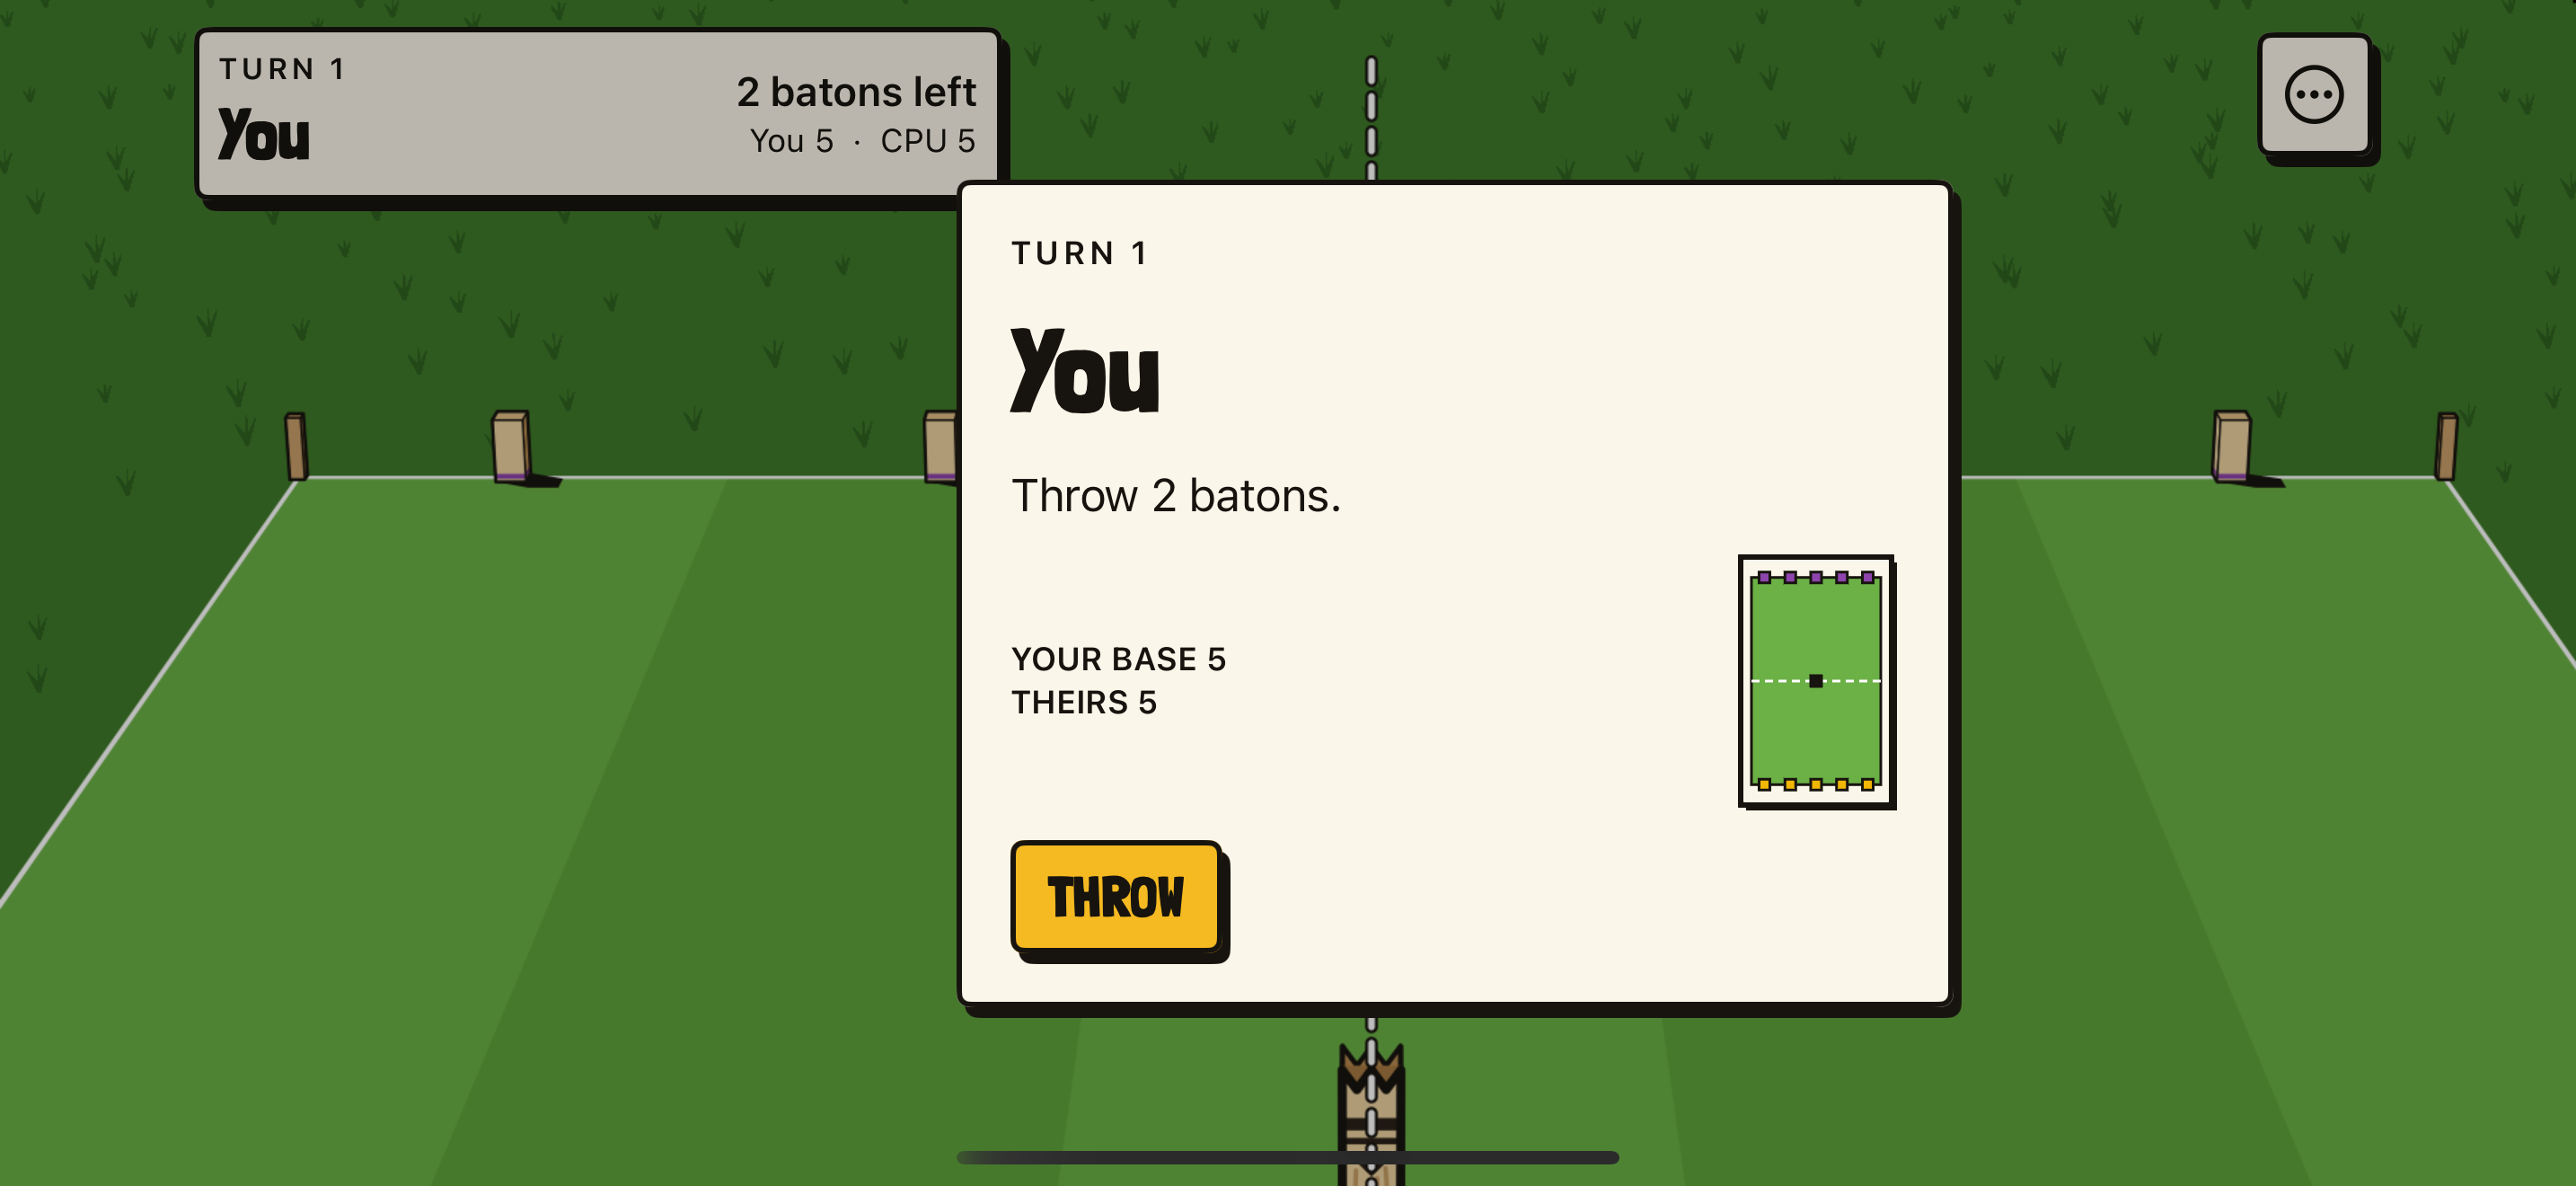 TURN 1
You
2 batons left
You 5 · CPU 5
TURN 1
You
Throw 2 batons.
YOUR BASE 5
THEIRS 5
THROW